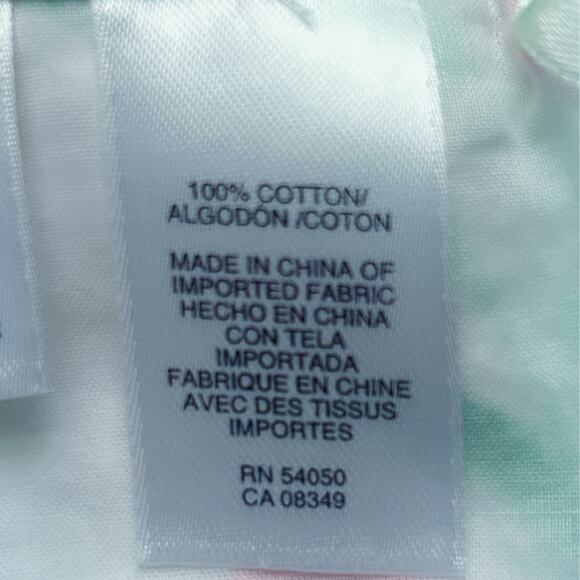 100% COTTON/
ALGODÓN /COTON
MADE IN CHINA OF
IMPORTED FABRIC
HECHO EN CHINA
CON TELA
IMPORTADA
FABRIQUE EN CHINE
AVEC DES TISSUS
IMPORTES
RN 54050
CA 08349